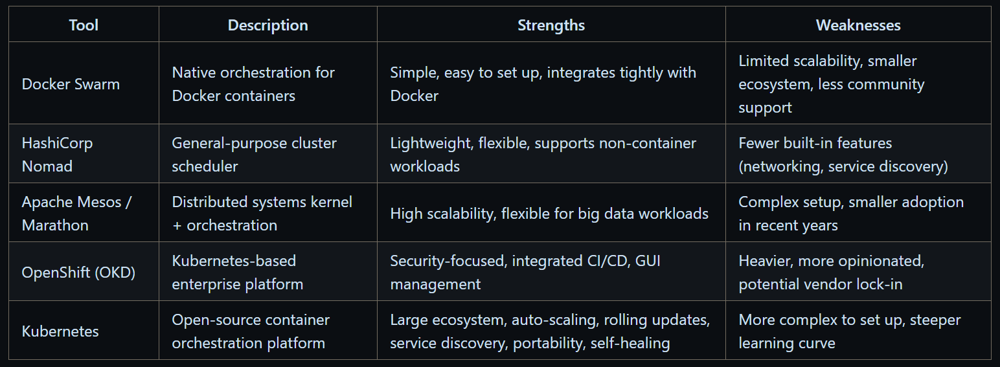 Tool
Description
Strengths
Weaknesses
Docker Swarm
Native orchestration for
Docker containers
Simple, easy to set up, integrates tightly with
Docker
Limited scalability, smaller
ecosystem, less community
support
HashiCorp
Nomad
General-purpose cluster
scheduler
Lightweight, flexible, supports non-container
workloads
Fewer built-in features
(networking, service discovery)
Apache Mesos /
Marathon
Distributed systems kernel
+ orchestration
High scalability, flexible for big data workloads
Complex setup, smaller adoption
in recent years
OpenShift (OKD)
Kubernetes-based
enterprise platform
Security-focused, integrated CI/CD, GUI
management
Heavier, more opinionated,
potential vendor lock-in
Kubernetes
Open-source container
orchestration platform
Large ecosystem, auto-scaling, rolling updates,
service discovery, portability, self-healing
More complex to set up, steeper
learning curve